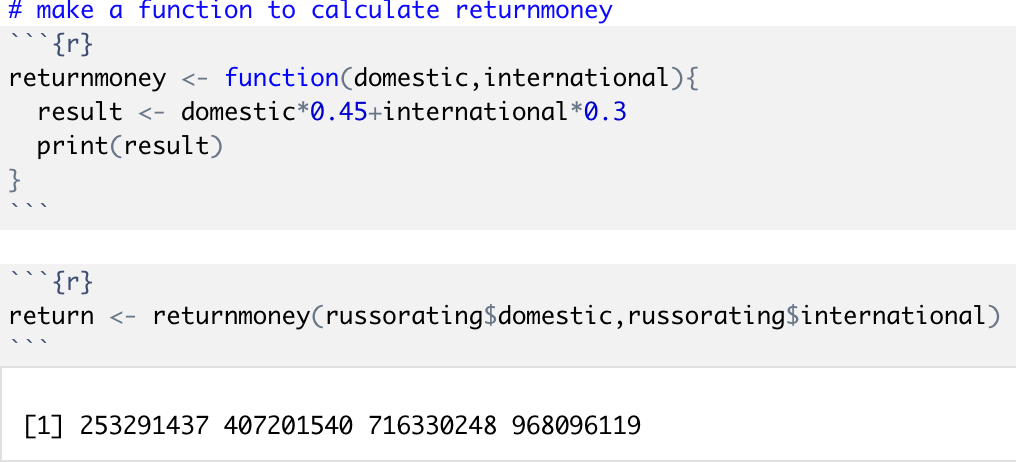 # make a function to calculate returnmoney
```{r}
returnmoney <- function(domestic,international){
  result <- domestic*0.45+international*0.3
  print(result)
}
```
```{r}
return <- returnmoney(russorating$domestic,russorating$international)
```
[1] 253291437 407201540 716330248 968096119